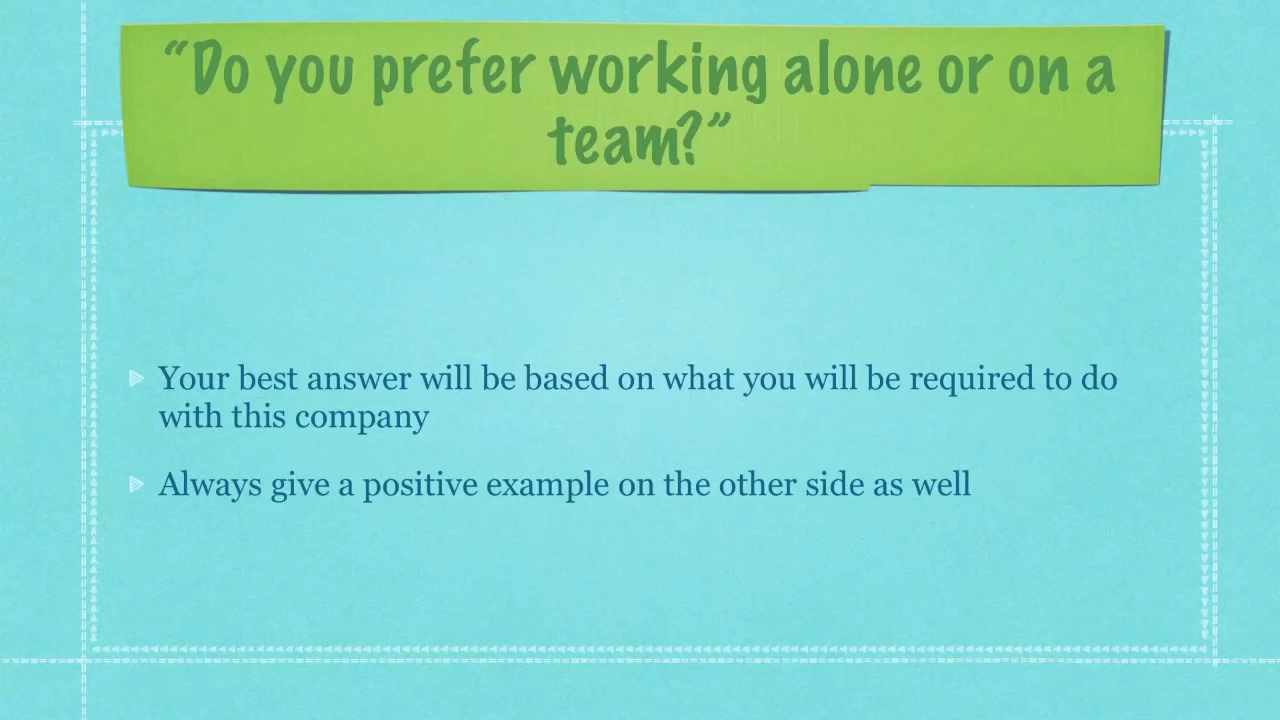 “Do you prefer working alone or on a
team?”
Your best answer will be based on what you will be required to do
with this company
Always give a positive example on the other side as well